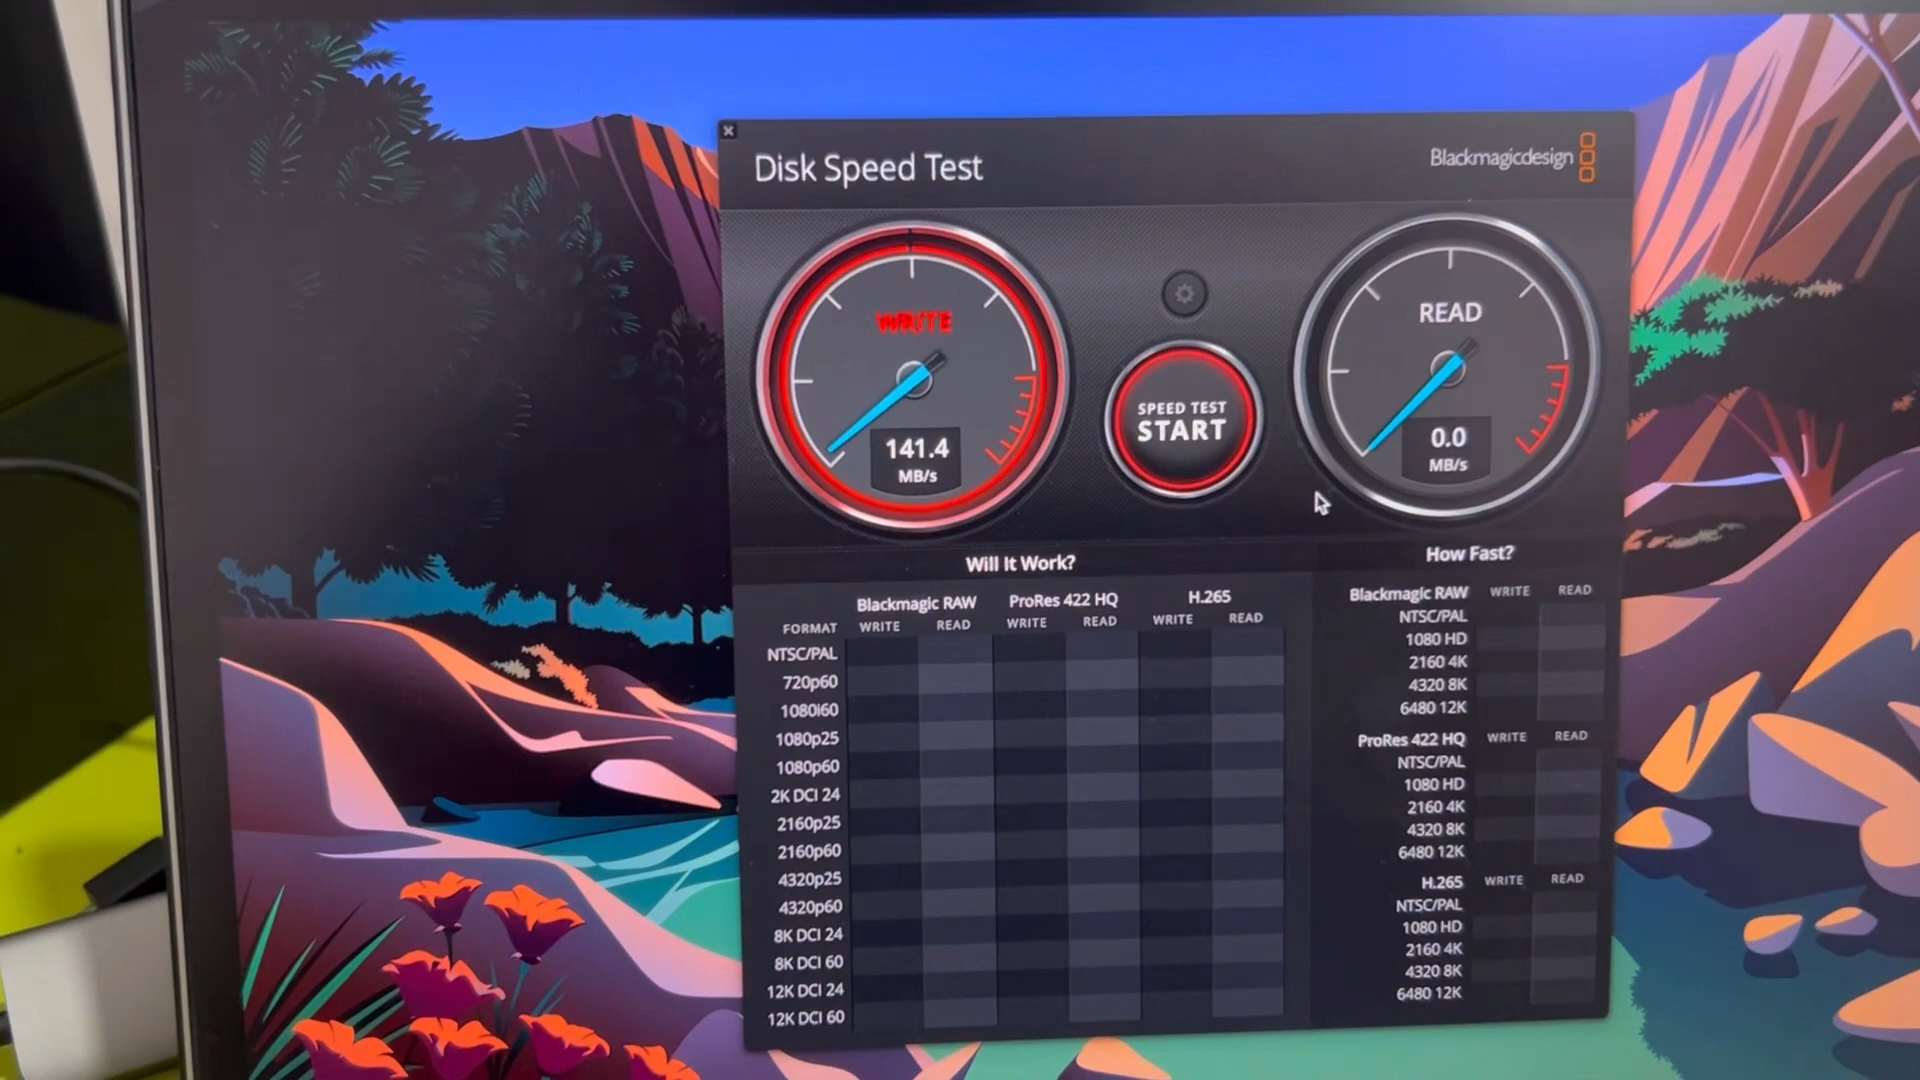 Disk Speed Test
Blackmagicdesign
WRITE
141.4
MB/s
SPEED TEST
START
READ
0.0
MB/s
Will It Work?
Blackmagic RAW ProRes 422 HQ H.265
FORMAT WRITE READ WRITE READ WRITE READ
NTSC/PAL
720p60
1080i60
1080p25
1080p60
2K DCI 24
2160p25
2160p60
4320p25
4320p60
8K DCI 24
8K DCI 60
12K DCI 24
12K DCI 60
How Fast?
Blackmagic RAW WRITE READ
NTSC/PAL
1080 HD
2160 4K
4320 8K
6480 12K
ProRes 422 HQ WRITE READ
NTSC/PAL
1080 HD
2160 4K
4320 8K
6480 12K
H.265 WRITE READ
NTSC/PAL
1080 HD
2160 4K
4320 8K
6480 12K